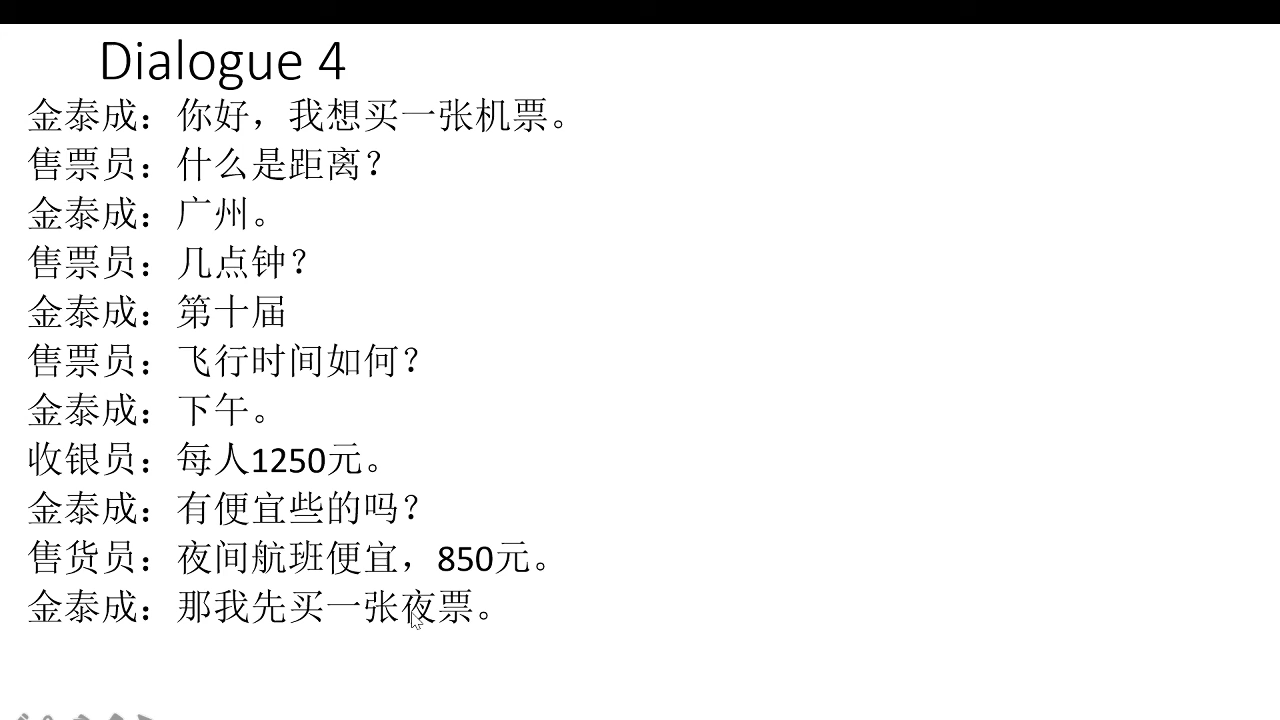 Dialogue 4
金泰成：你好，我想买一张机票。
售票员：什么是距离？
金泰成：广州。
售票员：几点钟？
金泰成：第十届
售票员：飞行时间如何？
金泰成：下午。
收银员：每人1250元。
金泰成：有便宜些的吗？
售货员：夜间航班便宜，850元。
金泰成：那我先买一张夜票。